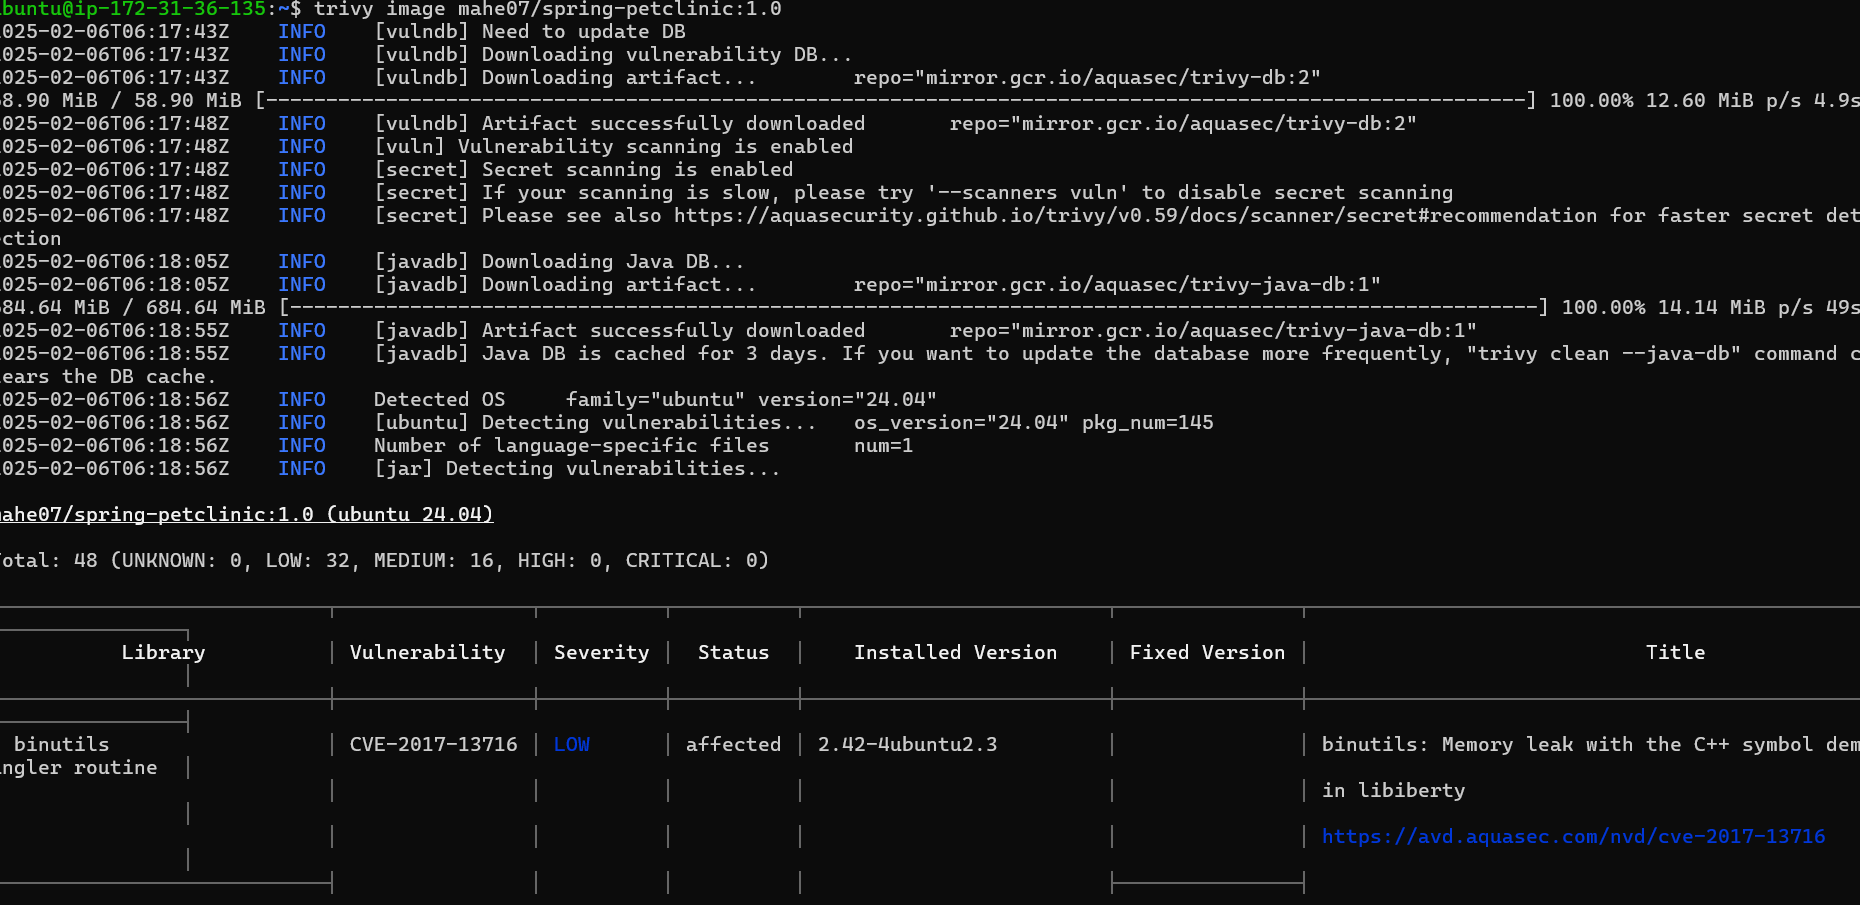 ubuntu@ip-172-31-36-135:~$ trivy image mahe07/spring-petclinic:1.0
025-02-06T06:17:43Z INFO [vulndb] Need to update DB
025-02-06T06:17:43Z INFO [vulndb] Downloading vulnerability DB...
025-02-06T06:17:43Z INFO [vulndb] Downloading artifact... repo="mirror.gcr.io/aquasec/trivy-db:2"
58.90 MiB / 58.90 MiB [---------------------------------------------------------------------------------------------------------] 100.00% 12.60 MiB p/s 4.9s
025-02-06T06:17:48Z INFO [vulndb] Artifact successfully downloaded repo="mirror.gcr.io/aquasec/trivy-db:2"
025-02-06T06:17:48Z INFO [vuln] Vulnerability scanning is enabled
025-02-06T06:17:48Z INFO [secret] Secret scanning is enabled
025-02-06T06:17:48Z INFO [secret] If your scanning is slow, please try '--scanners vuln' to disable secret scanning
025-02-06T06:17:48Z INFO [secret] Please see also https://aquasecurity.github.io/trivy/v0.59/docs/scanner/secret#recommendation for faster secret det
ection
025-02-06T06:18:05Z INFO [javadb] Downloading Java DB...
025-02-06T06:18:05Z INFO [javadb] Downloading artifact... repo="mirror.gcr.io/aquasec/trivy-java-db:1"
684.64 MiB / 684.64 MiB [--------------------------------------------------------------------------------------------------------] 100.00% 14.14 MiB p/s 49s
025-02-06T06:18:55Z INFO [javadb] Artifact successfully downloaded repo="mirror.gcr.io/aquasec/trivy-java-db:1"
025-02-06T06:18:55Z INFO [javadb] Java DB is cached for 3 days. If you want to update the database more frequently, "trivy clean --java-db" command c
lears the DB cache.
025-02-06T06:18:56Z INFO Detected OS family="ubuntu" version="24.04"
025-02-06T06:18:56Z INFO [ubuntu] Detecting vulnerabilities... os_version="24.04" pkg_num=145
025-02-06T06:18:56Z INFO Number of language-specific files num=1
025-02-06T06:18:56Z INFO [jar] Detecting vulnerabilities...
mahe07/spring-petclinic:1.0 (ubuntu 24.04)
Total: 48 (UNKNOWN: 0, LOW: 32, MEDIUM: 16, HIGH: 0, CRITICAL: 0)
Library Vulnerability Severity Status Installed Version Fixed Version Title
binutils CVE-2017-13716 LOW affected 2.42-4ubuntu2.3 binutils: Memory leak with the C++ symbol dem
angler routine
in libiberty
https://avd.aquasec.com/nvd/cve-2017-13716